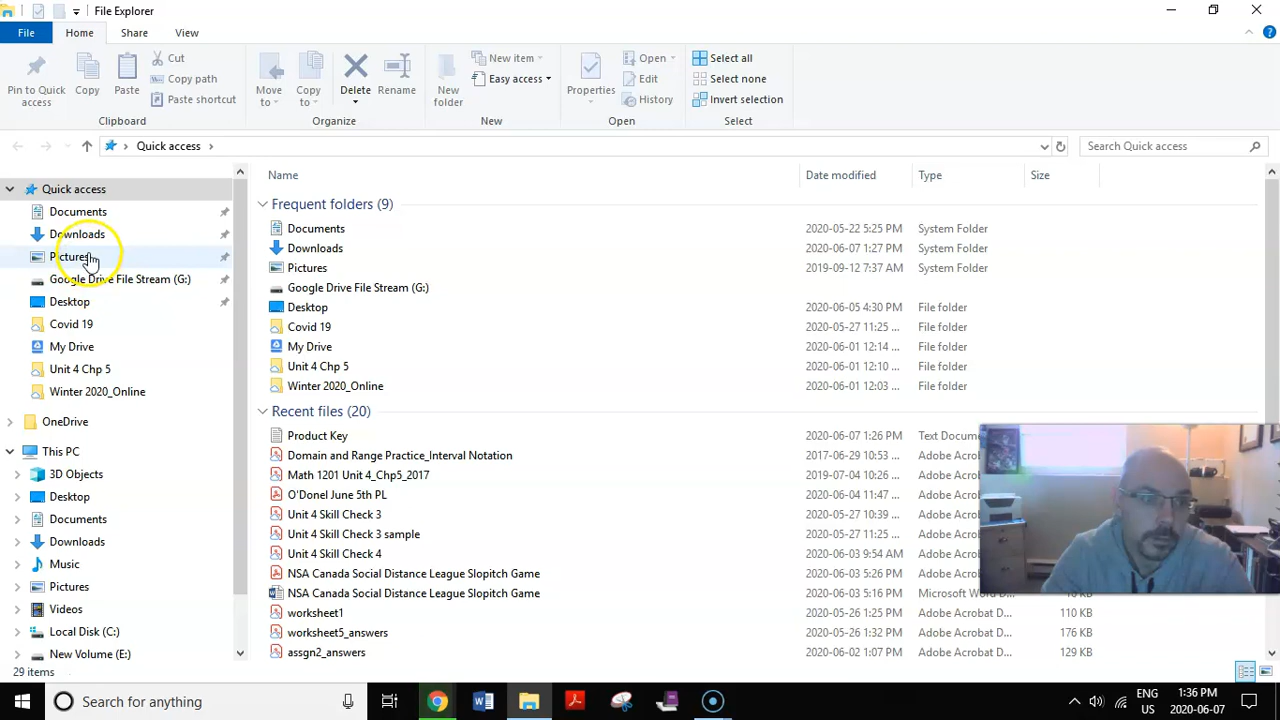 File Explorer
File Home Share View
Pin to Quick access
Copy
Paste
Cut
Copy path
Paste shortcut
Clipboard
Move to
Copy to
Delete
Rename
Organize
New folder
New item
Easy access
New
Properties
Open
Edit
History
Open
Select all
Select none
Invert selection
Select
Quick access
Search Quick access
Quick access
Documents
Downloads
Pictures
Google Drive File Stream (G:)
Desktop
Covid 19
My Drive
Unit 4 Chp 5
Winter 2020_Online
OneDrive
This PC
3D Objects
Desktop
Documents
Downloads
Music
Pictures
Videos
Local Disk (C:)
New Volume (E:)
Name Date modified Type Size
Frequent folders (9)
Documents 2020-05-22 5:25 PM System Folder
Downloads 2020-06-07 1:27 PM System Folder
Pictures 2019-09-12 7:37 AM System Folder
Google Drive File Stream (G:)
Desktop 2020-06-05 4:30 PM File folder
Covid 19 2020-05-27 11:25 ... File folder
My Drive 2020-06-01 12:14 ... File folder
Unit 4 Chp 5 2020-06-01 12:10 ... File folder
Winter 2020_Online 2020-06-01 12:03 ... File folder
Recent files (20)
Product Key 2020-06-07 1:26 PM Text Docume
Domain and Range Practice_Interval Notation 2017-06-29 10:53 ... Adobe Acro
Math 1201 Unit 4_Chp5_2017 2019-07-04 10:26 ... Adobe Acro
O'Donel June 5th PL 2020-06-04 11:47 ... Adobe Acro
Unit 4 Skill Check 3 2020-05-27 10:39 ... Adobe Acro
Unit 4 Skill Check 3 sample 2020-05-27 11:25 ... Adobe Acro
Unit 4 Skill Check 4 2020-06-03 9:54 AM Adobe Acro
NSA Canada Social Distance League Slopitch Game 2020-06-03 5:26 PM Adobe Acro
NSA Canada Social Distance League Slopitch Game 2020-06-03 5:16 PM Microsoft Word D...
worksheet1 2020-05-26 1:25 PM Adobe Acrobat D... 110 KB
worksheet5_answers 2020-05-26 1:32 PM Adobe Acrobat D... 176 KB
assgn2_answers 2020-06-02 1:07 PM Adobe Acrobat D... 129 KB
29 items
Search for anything
ENG
US
1:36 PM
2020-06-07